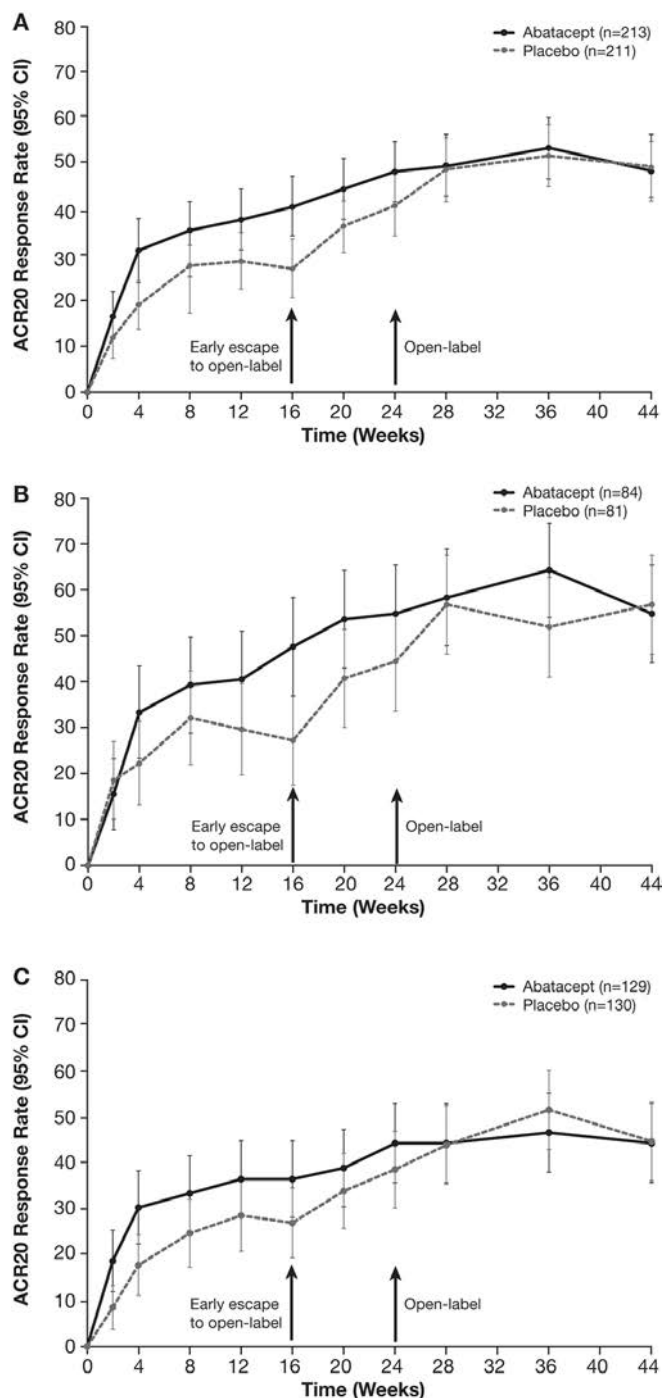 A
Abatacept (n=213)
Placebo (n=211)
ACR20 Response Rate (95% CI)
80
70
60
50
40
30
20
10
0
Early escape
to open-label
Open-label
0 4 8 12 16 20 24 28 32 36 40 44
Time (Weeks)
B
Abatacept (n=84)
Placebo (n=81)
ACR20 Response Rate (95% CI)
80
70
60
50
40
30
20
10
0
Early escape
to open-label
Open-label
0 4 8 12 16 20 24 28 32 36 40 44
Time (Weeks)
C
Abatacept (n=129)
Placebo (n=130)
ACR20 Response Rate (95% CI)
80
70
60
50
40
30
20
10
0
Early escape
to open-label
Open-label
0 4 8 12 16 20 24 28 32 36 40 44
Time (Weeks)